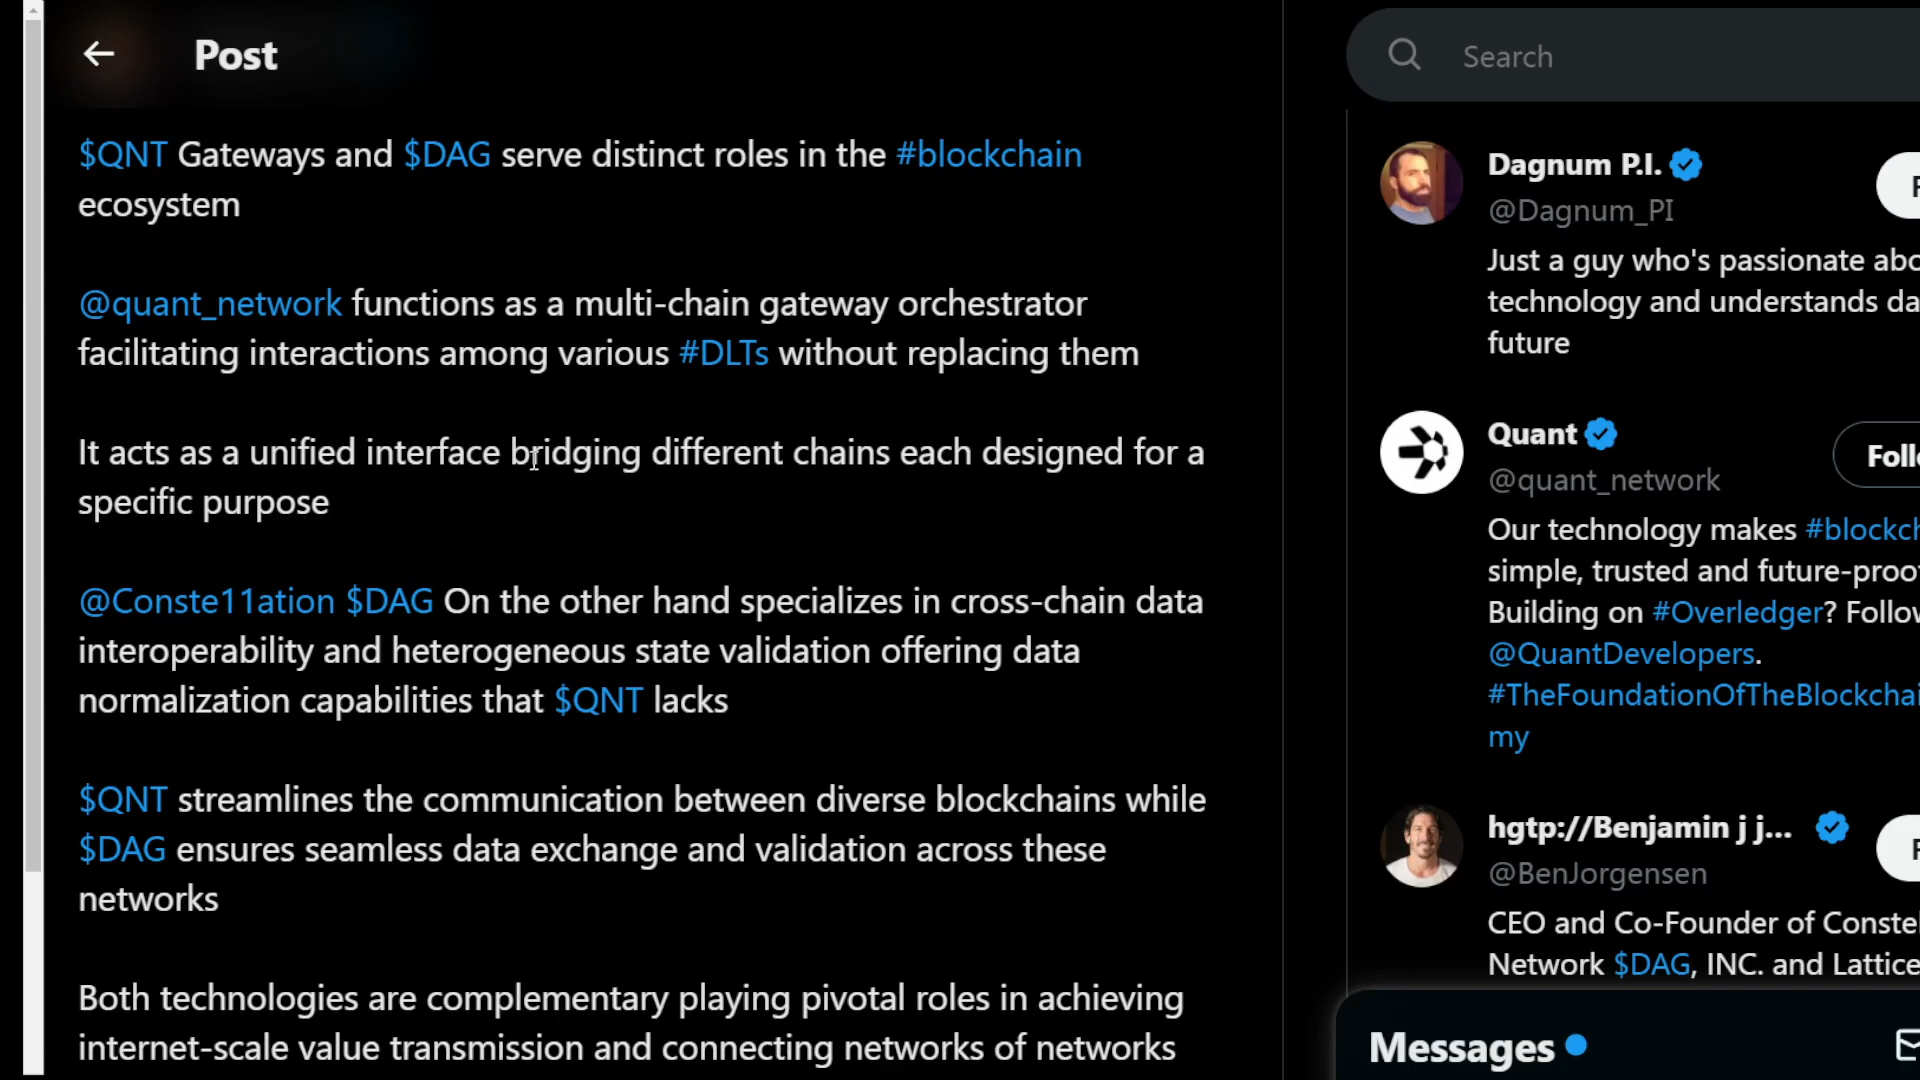 Post
$QNT Gateways and $DAG serve distinct roles in the #blockchain
ecosystem
@quant_network functions as a multi-chain gateway orchestrator
facilitating interactions among various #DLTs without replacing them
It acts as a unified interface bridging different chains each designed for a
specific purpose
@Conste11ation $DAG On the other hand specializes in cross-chain data
interoperability and heterogeneous state validation offering data
normalization capabilities that $QNT lacks
$QNT streamlines the communication between diverse blockchains while
$DAG ensures seamless data exchange and validation across these
networks
Both technologies are complementary playing pivotal roles in achieving
internet-scale value transmission and connecting networks of networks
Search
Dagnum P.I.
@Dagnum_PI
Just a guy who's passionate abo
technology and understands da
future
Quant
@quant_network
Foll
Our technology makes #blockch
simple, trusted and future-proof
Building on #Overledger? Follow
@QuantDevelopers.
#TheFoundationOfTheBlockchai
my
hgtp://Benjamin j j...
@BenJorgensen
CEO and Co-Founder of Constel
Network $DAG, INC. and Lattice
Messages